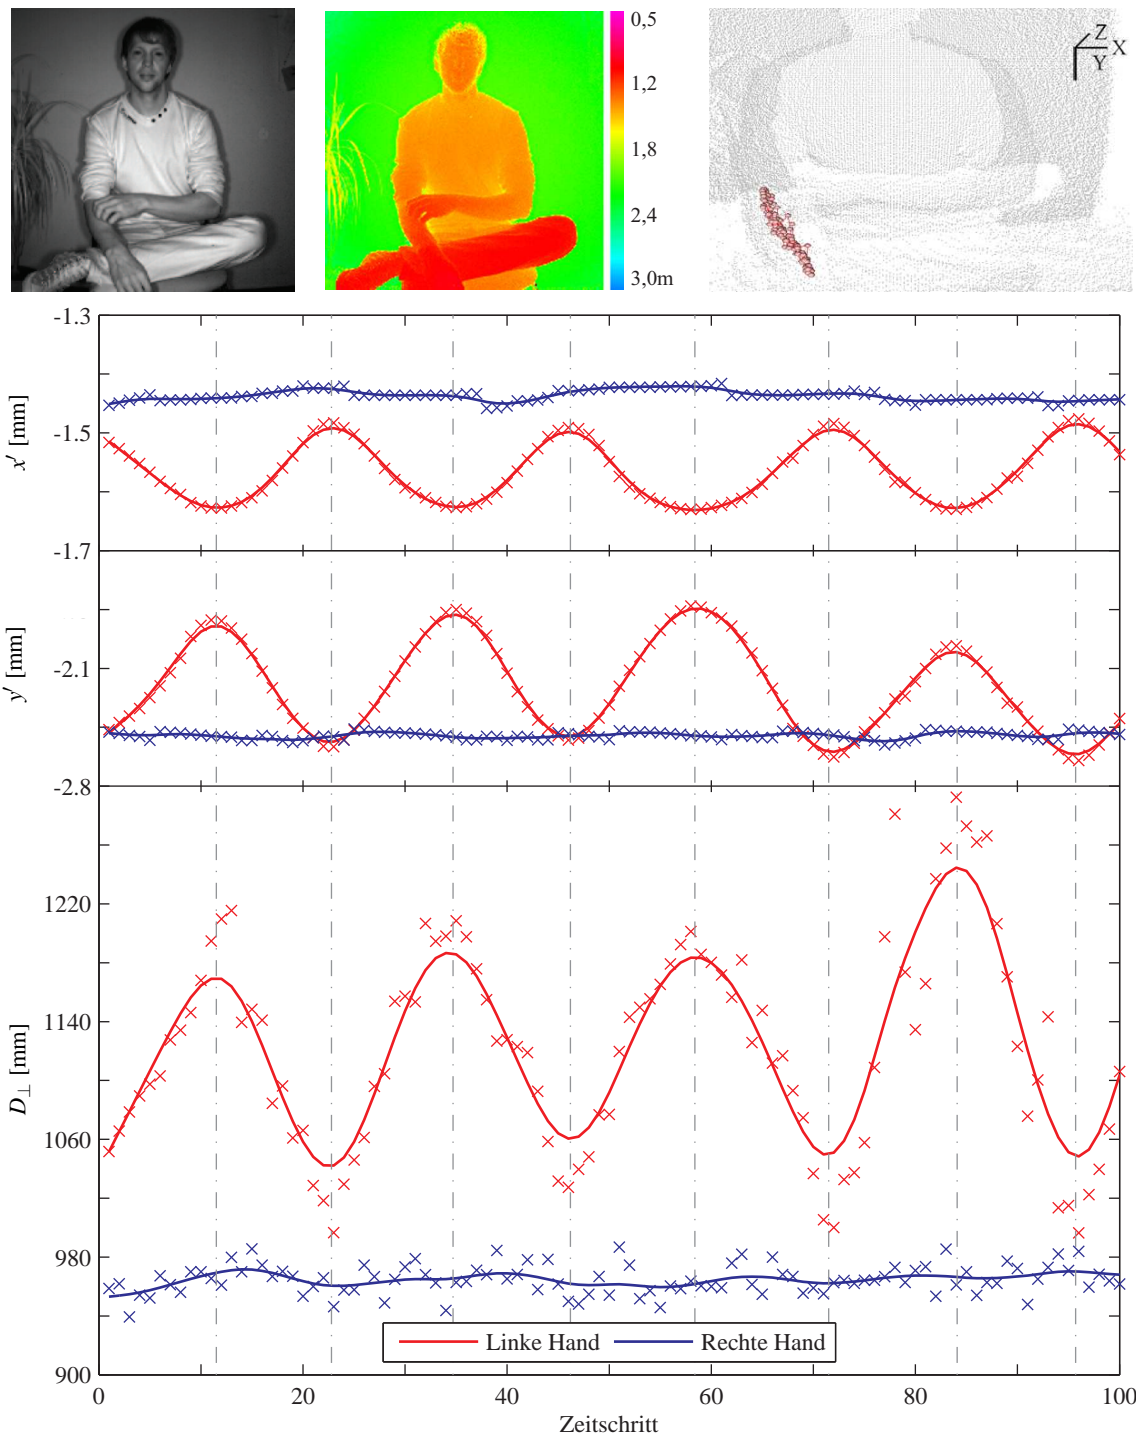 0,5
1,2
1,8
2,4
3,0m
Z
X
Y
-1.3
-1.5
-1.7
x′ [mm]
-2.1
-2.8
y′ [mm]
1220
1140
1060
980
900
D⊥ [mm]
Linke Hand
Rechte Hand
0 20 40 60 80 100
Zeitschritt